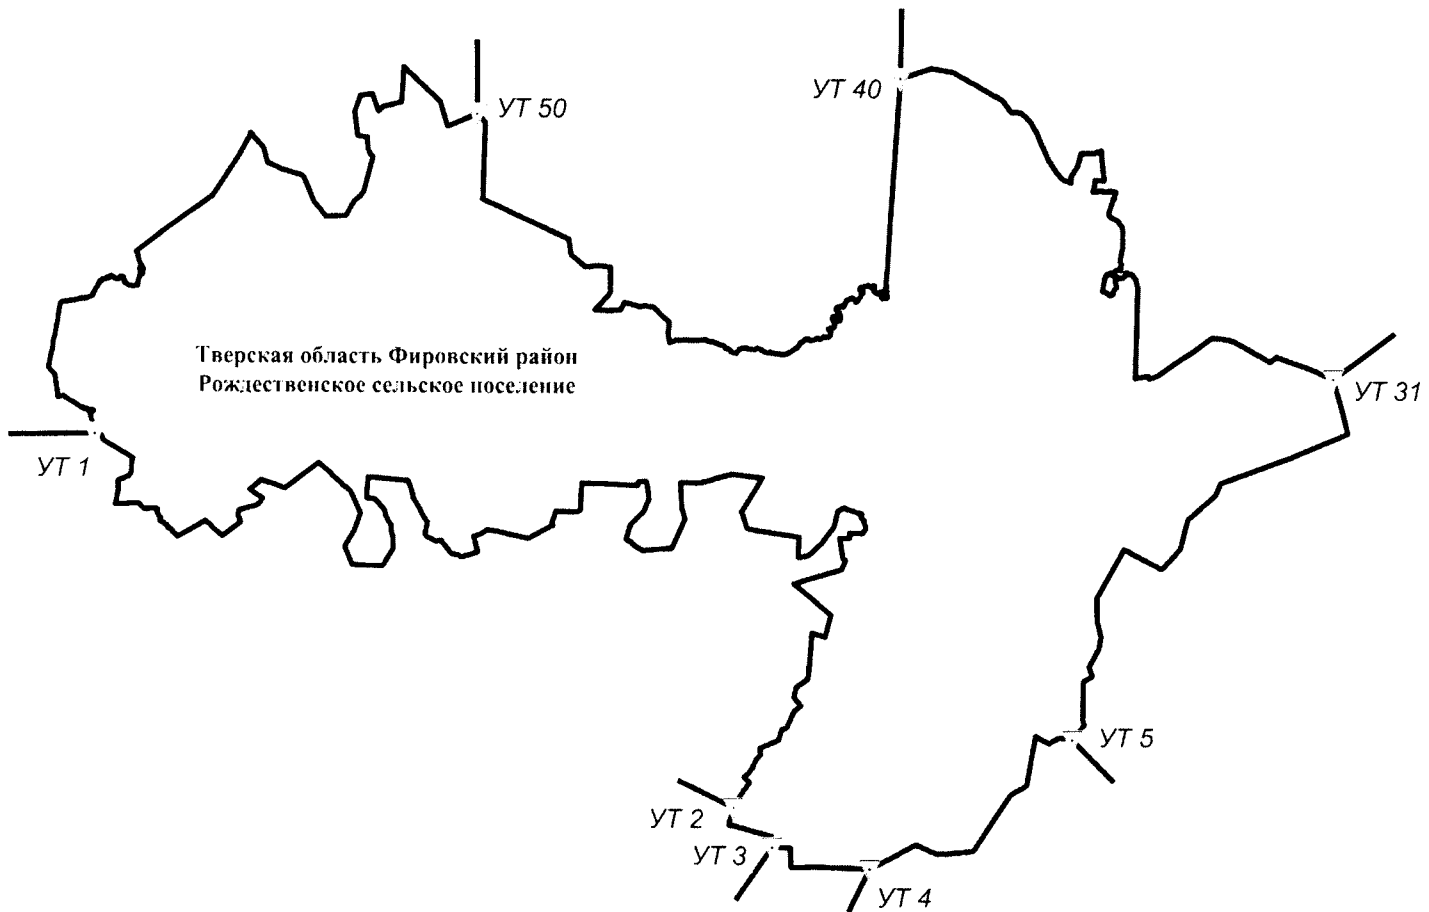 УТ 50
УТ 40
Тверская область Фировский район
Рождественское сельское поселение
УТ 31
УТ 1
УТ 5
УТ 2
УТ 3
УТ 4